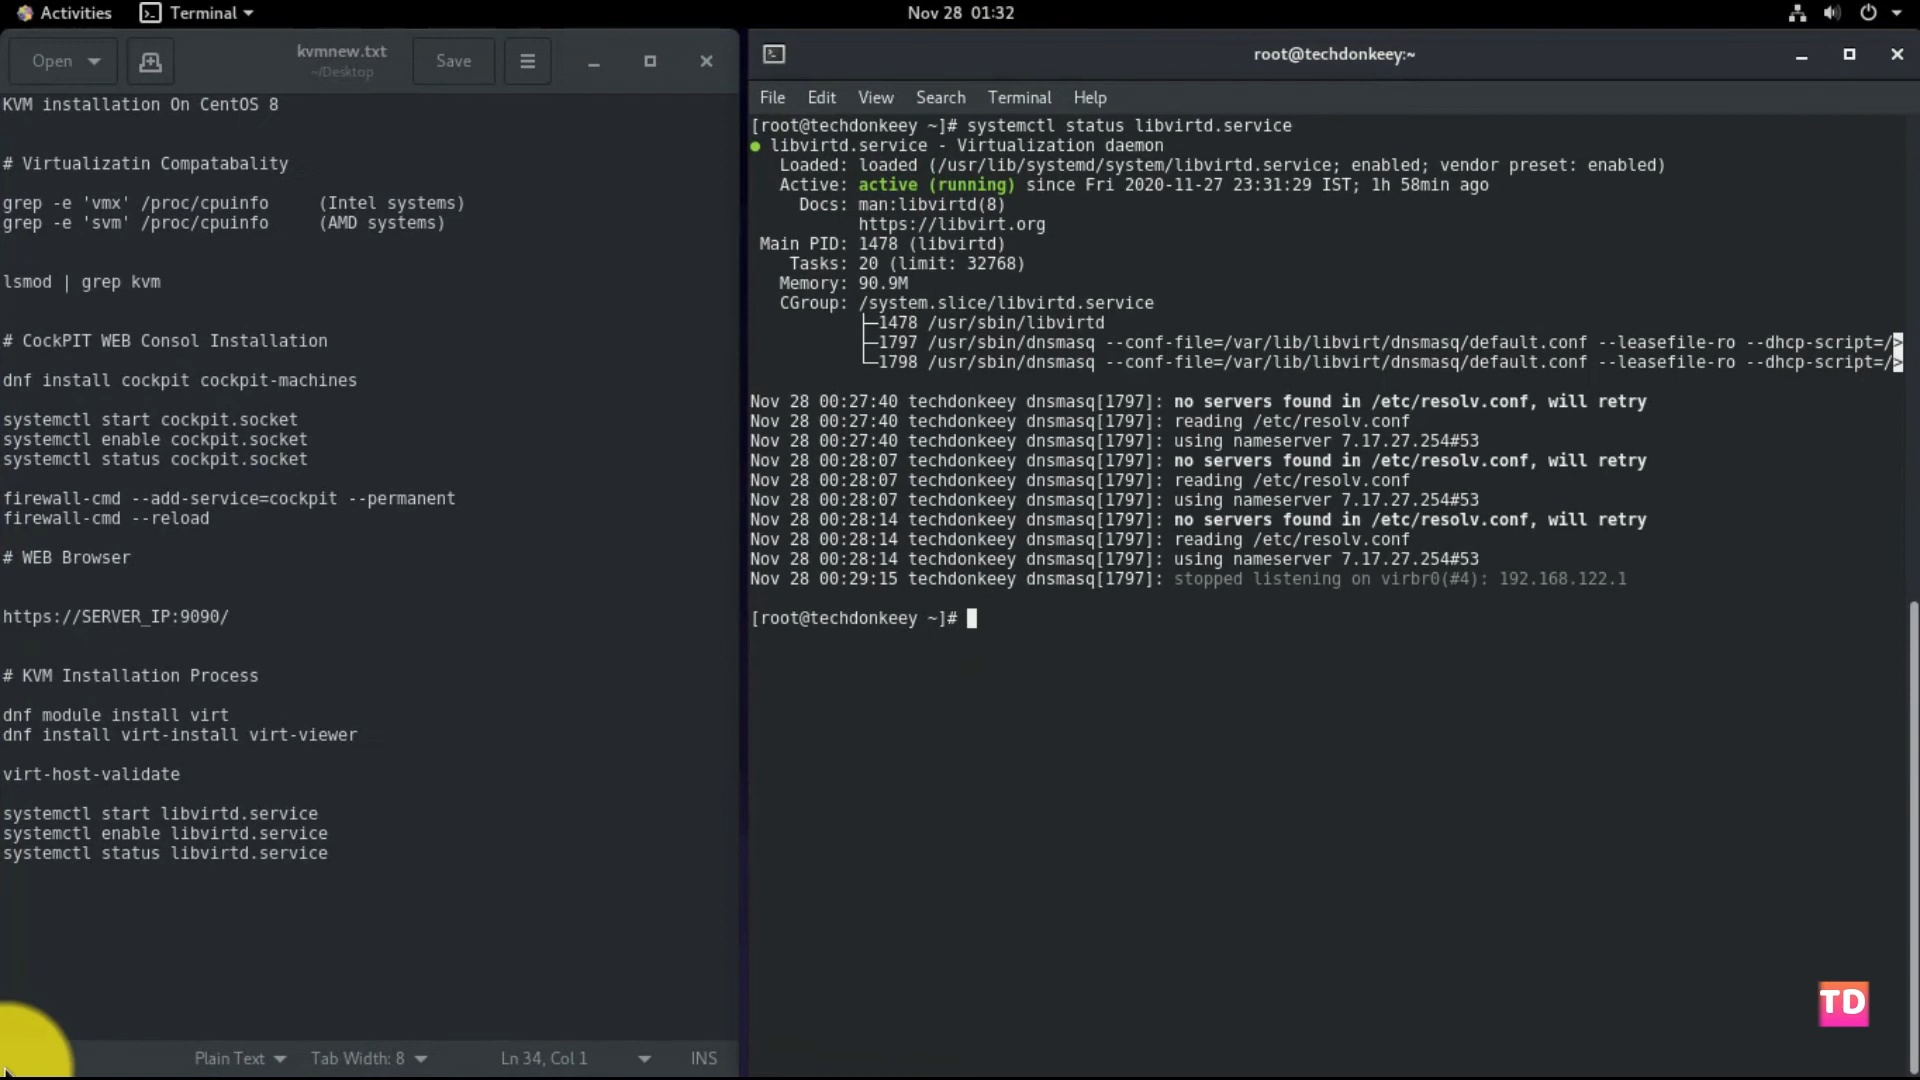 Activities
Terminal
Nov 28 01:32
Open
kvmnew.txt
~/Desktop
Save
KVM installation On CentOS 8
# Virtualizatin Compatabality
grep -e 'vmx' /proc/cpuinfo     (Intel systems)
grep -e 'svm' /proc/cpuinfo     (AMD systems)
lsmod | grep kvm
# CockPIT WEB Consol Installation
dnf install cockpit cockpit-machines
systemctl start cockpit.socket
systemctl enable cockpit.socket
systemctl status cockpit.socket
firewall-cmd --add-service=cockpit --permanent
firewall-cmd --reload
# WEB Browser
https://SERVER_IP:9090/
# KVM Installation Process
dnf module install virt
dnf install virt-install virt-viewer
virt-host-validate
systemctl start libvirtd.service
systemctl enable libvirtd.service
systemctl status libvirtd.service
Plain Text
Tab Width: 8
Ln 34, Col 1
INS
root@techdonkeey:~
File Edit View Search Terminal Help
[root@techdonkeey ~]# systemctl status libvirtd.service
● libvirtd.service - Virtualization daemon
Loaded: loaded (/usr/lib/systemd/system/libvirtd.service; enabled; vendor preset: enabled)
Active: active (running) since Fri 2020-11-27 23:31:29 IST; 1h 58min ago
Docs: man:libvirtd(8)
https://libvirt.org
Main PID: 1478 (libvirtd)
Tasks: 20 (limit: 32768)
Memory: 90.9M
CGroup: /system.slice/libvirtd.service
├─1478 /usr/sbin/libvirtd
├─1797 /usr/sbin/dnsmasq --conf-file=/var/lib/libvirt/dnsmasq/default.conf --leasefile-ro --dhcp-script=/>
└─1798 /usr/sbin/dnsmasq --conf-file=/var/lib/libvirt/dnsmasq/default.conf --leasefile-ro --dhcp-script=/>
Nov 28 00:27:40 techdonkeey dnsmasq[1797]: no servers found in /etc/resolv.conf, will retry
Nov 28 00:27:40 techdonkeey dnsmasq[1797]: reading /etc/resolv.conf
Nov 28 00:27:40 techdonkeey dnsmasq[1797]: using nameserver 7.17.27.254#53
Nov 28 00:28:07 techdonkeey dnsmasq[1797]: no servers found in /etc/resolv.conf, will retry
Nov 28 00:28:07 techdonkeey dnsmasq[1797]: reading /etc/resolv.conf
Nov 28 00:28:07 techdonkeey dnsmasq[1797]: using nameserver 7.17.27.254#53
Nov 28 00:28:14 techdonkeey dnsmasq[1797]: no servers found in /etc/resolv.conf, will retry
Nov 28 00:28:14 techdonkeey dnsmasq[1797]: reading /etc/resolv.conf
Nov 28 00:28:14 techdonkeey dnsmasq[1797]: using nameserver 7.17.27.254#53
Nov 28 00:29:15 techdonkeey dnsmasq[1797]: stopped listening on virbr0(#4): 192.168.122.1
[root@techdonkeey ~]#
TD